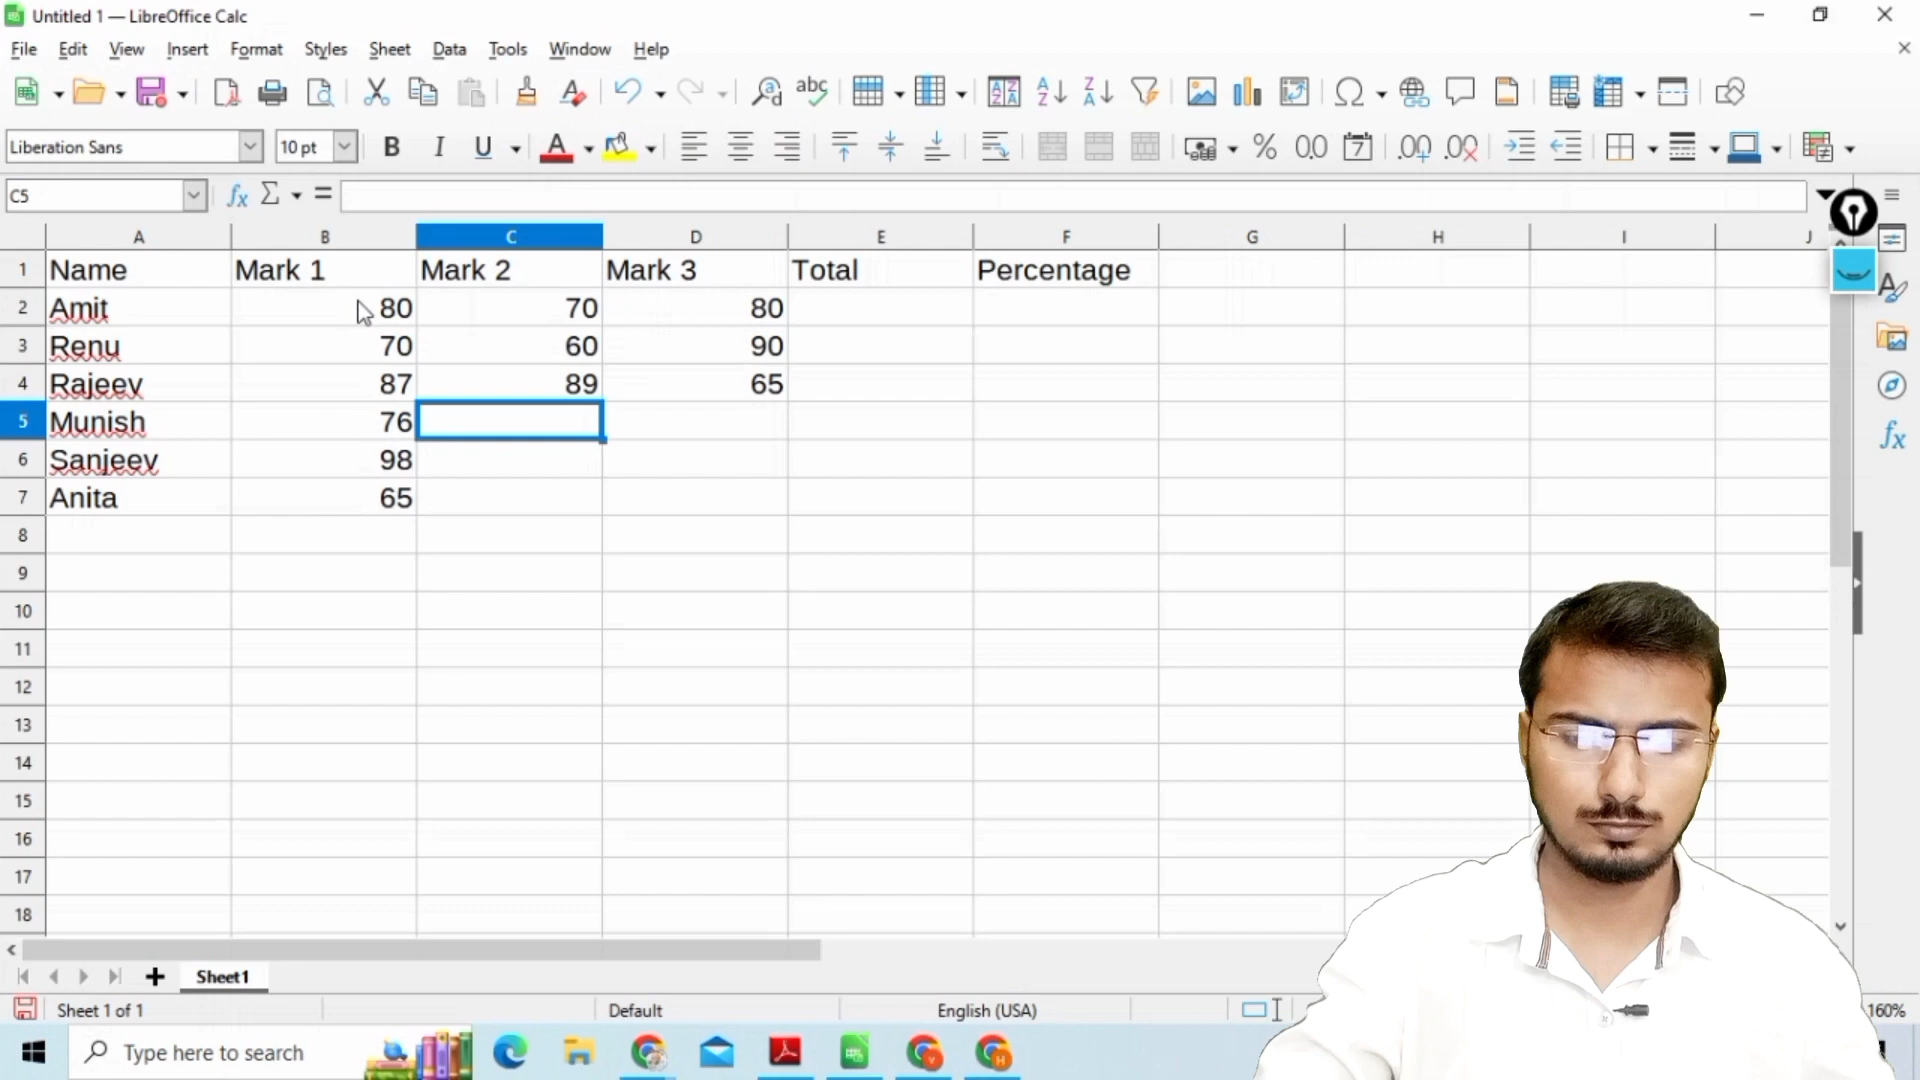 Untitled 1 — LibreOffice Calc
File Edit View Insert Format Styles Sheet Data Tools Window Help
Liberation Sans 10 pt
C5
A B C D E F G H I J
1 Name Mark 1 Mark 2 Mark 3 Total Percentage
2 Amit 80 70 80
3 Renu 70 60 90
4 Rajeev 87 89 65
5 Munish 76
6 Sanjeev 98
7 Anita 65
8
9
10
11
12
13
14
15
16
17
18
Sheet1
Sheet 1 of 1 Default English (USA) 160%
Type here to search